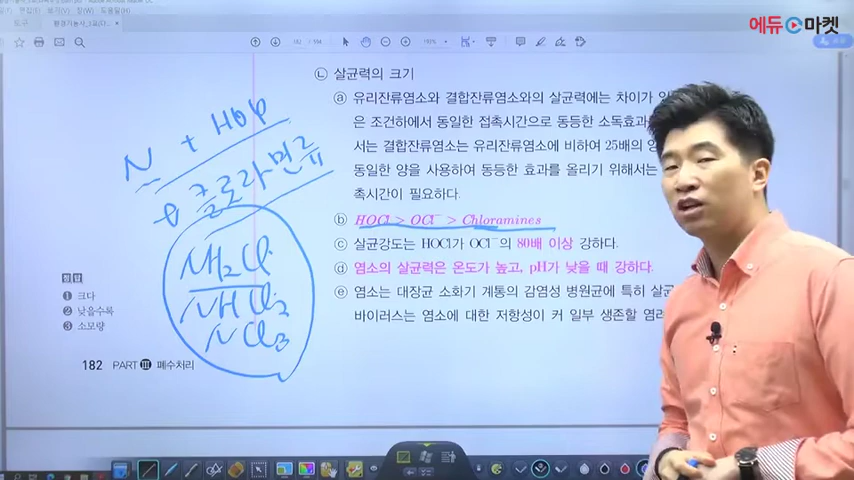 에듀마켓
도구
182
ⓛ 살균력의 크기
ⓐ 유리잔류염소와 결합잔류염소와의 살균력에는 차이가
은 조건하에서 동일한 접촉시간으로 동등한 소독효과
서는 결합잔류염소는 유리잔류염소에 비하여 25배의
동일한 양을 사용하여 동등한 효과를 올리기 위해서는
촉시간이 필요하다.
ⓑ HOCl > OCl⁻ > Chloramines
ⓒ 살균강도는 HOCl가 OCl⁻의 80배 이상 강하다.
ⓓ 염소의 살균력은 온도가 높고, pH가 낮을 때 강하다.
ⓔ 염소는 대장균 소화기 계통의 감염성 병원균에 특히 살균
바이러스는 염소에 대한 저항성이 커 일부 생존할 염려
N + HOCl
클로라민류
NH₂Cl
NHCl₂
NCl₃
정답
❶ 크다
❷ 낮을수록
❸ 소모량
182 PART Ⅲ 폐수처리